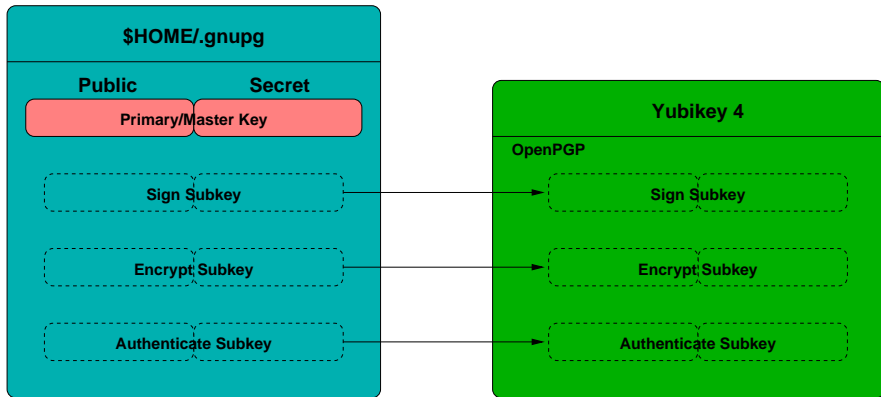 $HOME/.gnupg
Public Secret
Primary/Master Key
Sign Subkey
Encrypt Subkey
Authenticate Subkey
Yubikey 4
OpenPGP
Sign Subkey
Encrypt Subkey
Authenticate Subkey